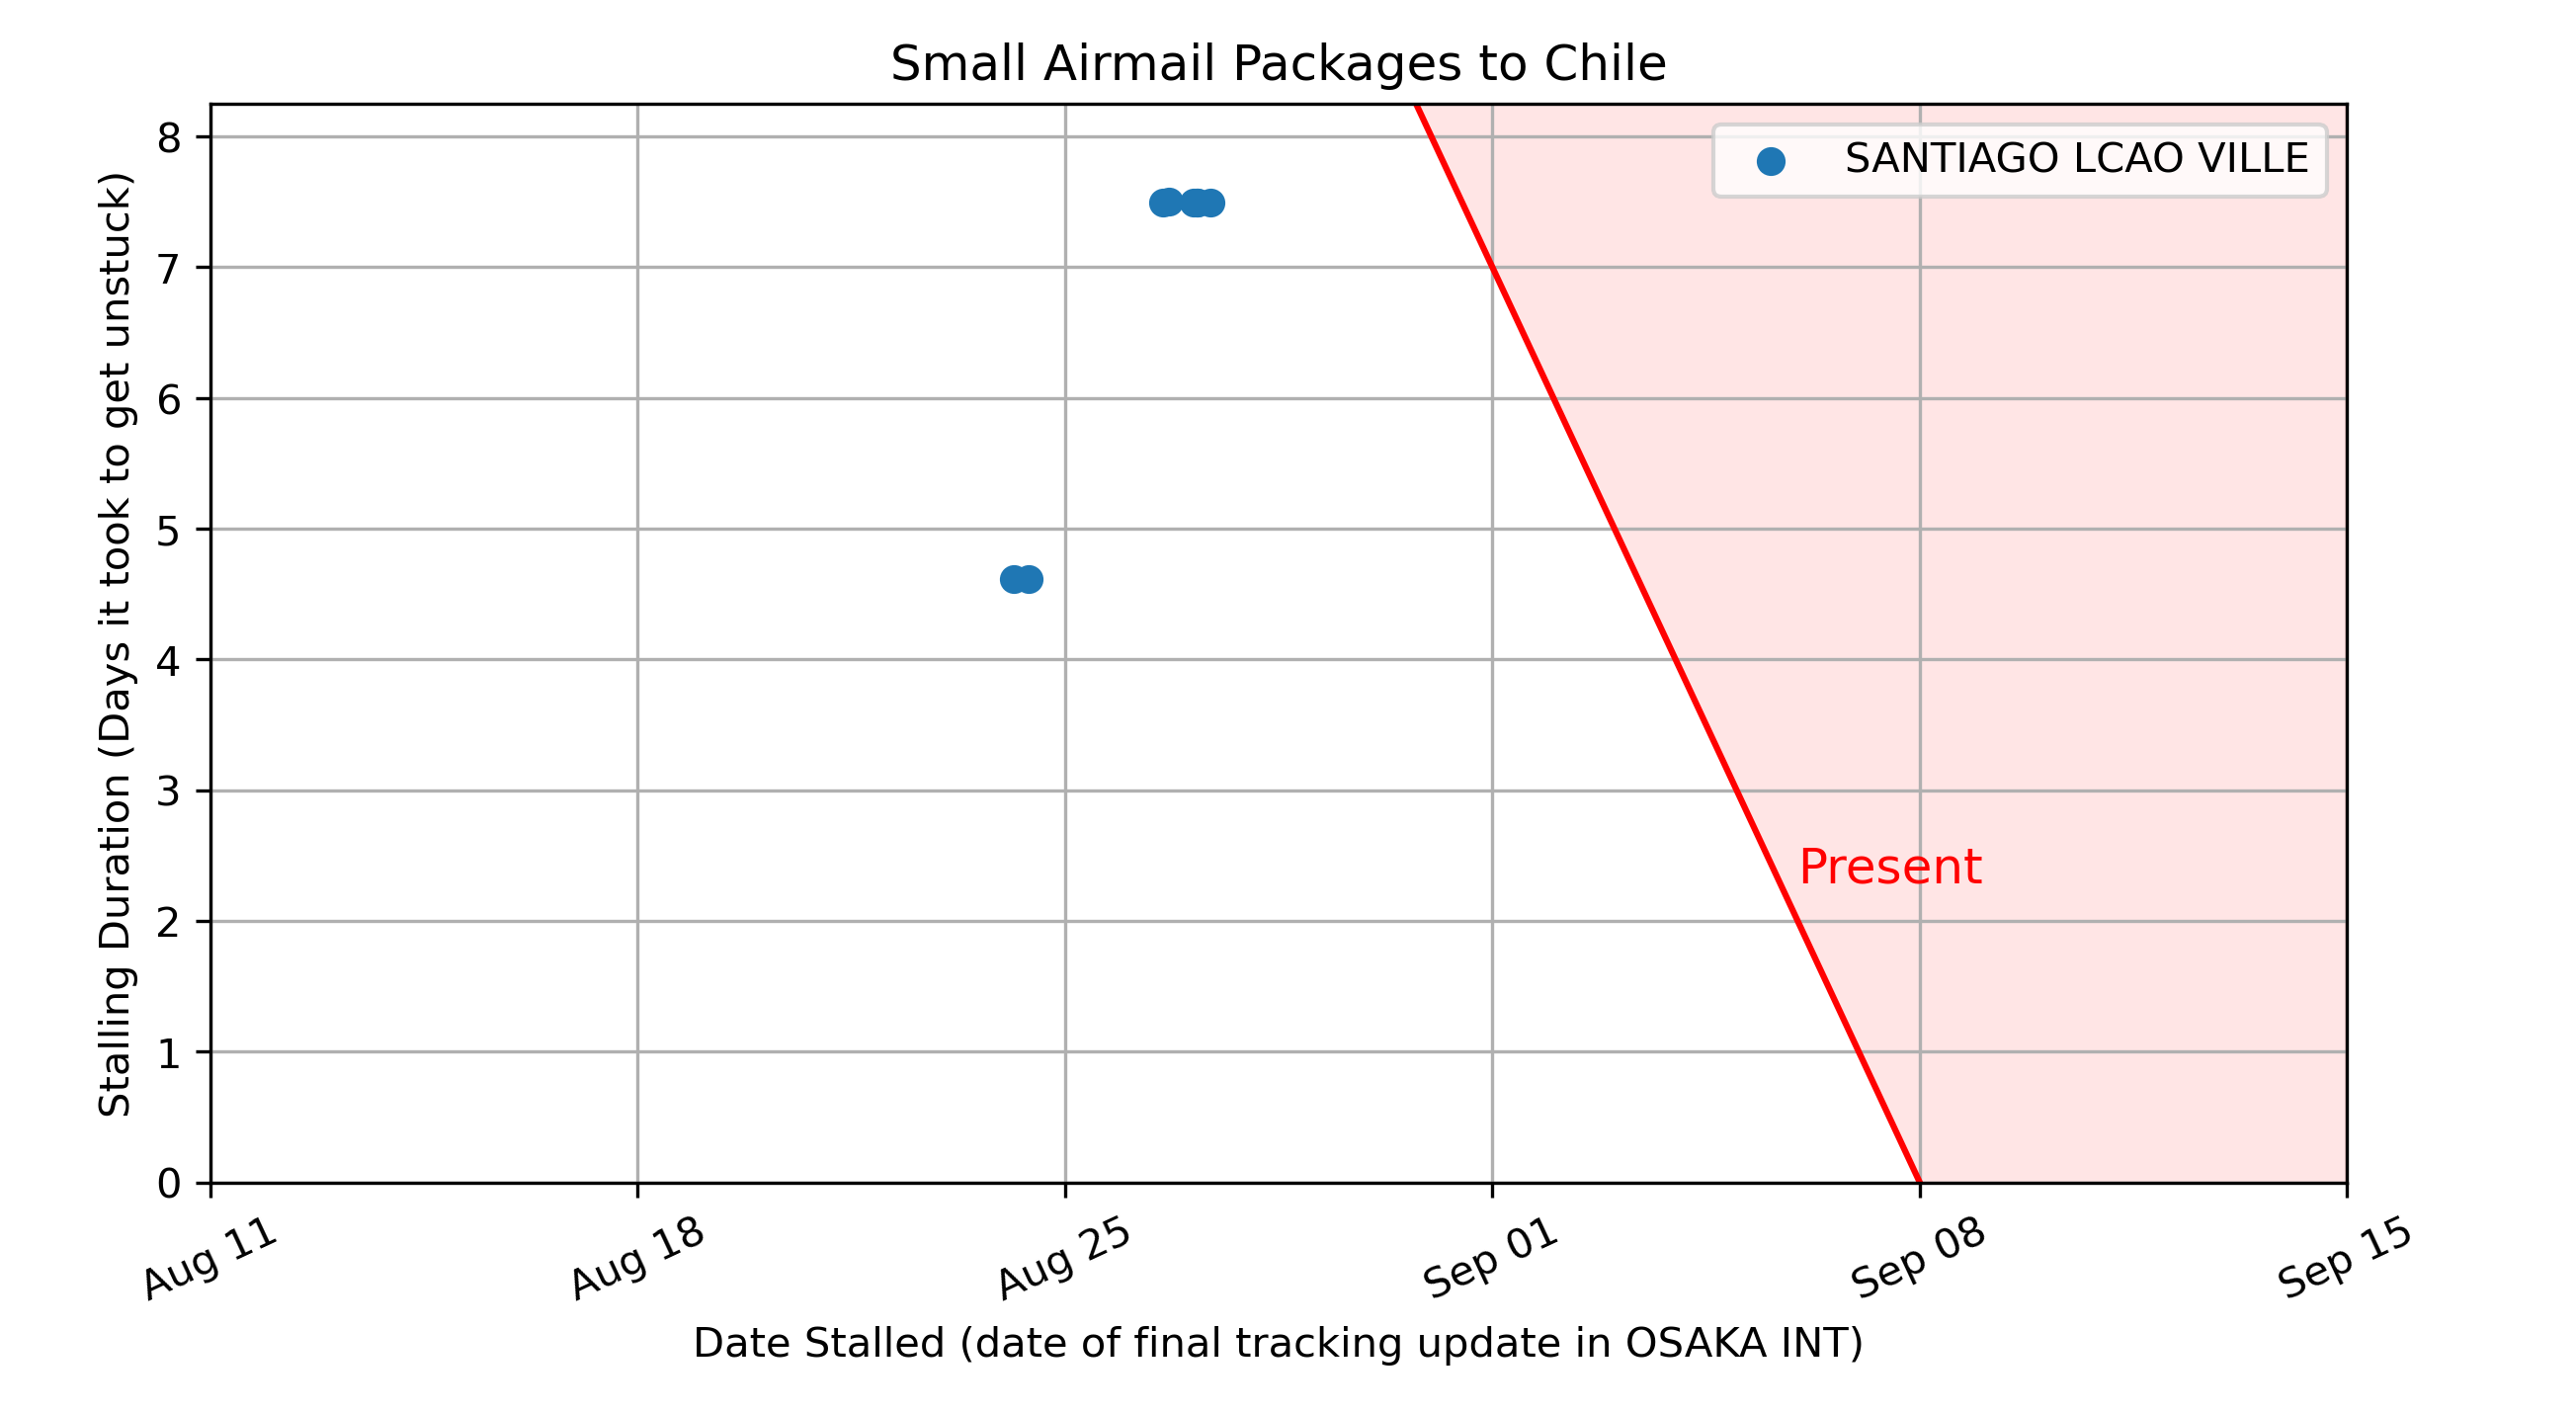 Small Airmail Packages to Chile
SANTIAGO LCAO VILLE
Stalling Duration (Days it took to get unstuck)
8
7
6
5
4
3
2
1
0
Present
Aug 11
Aug 18
Aug 25
Sep 01
Sep 08
Sep 15
Date Stalled (date of final tracking update in OSAKA INT)